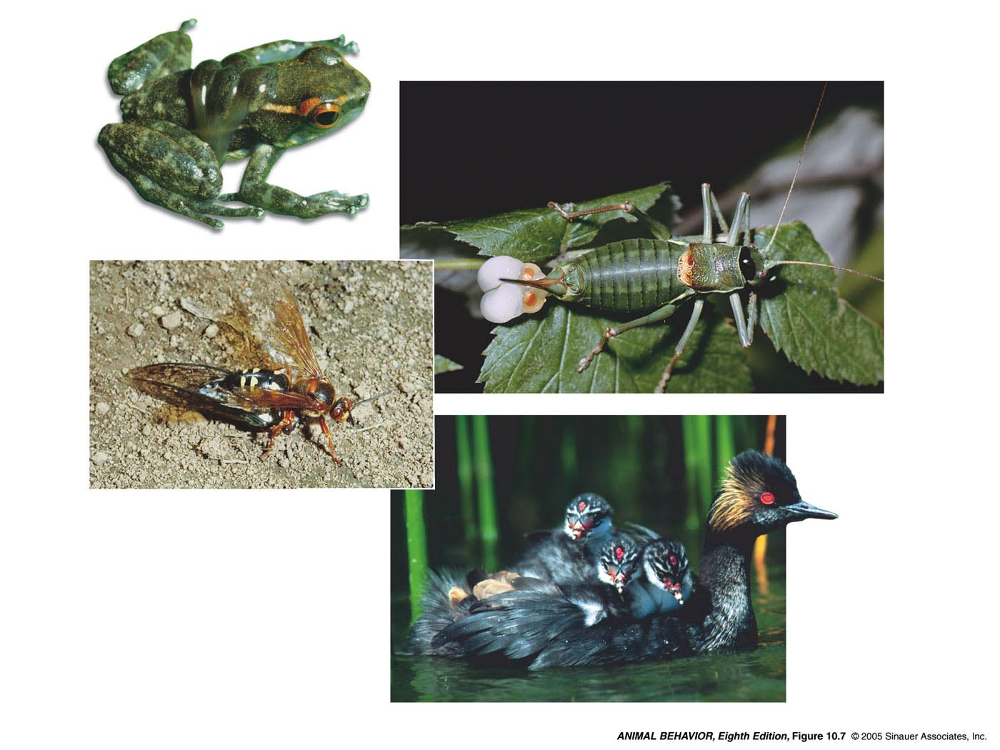 ANIMAL BEHAVIOR, Eighth Edition, Figure 10.7 © 2005 Sinauer Associates, Inc.